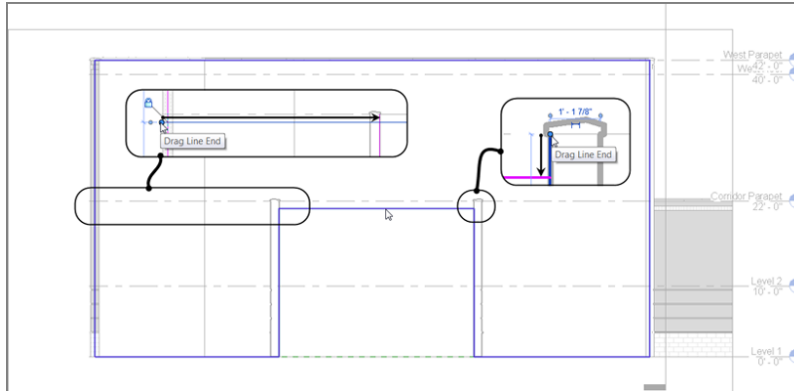 West Parapet
42' - 0"
We
40' - 0"
1' - 1 7/8"
Drag Line End
Drag Line End
Corridor Parapet
22' - 0"
Level 2
10' - 0"
Level 1
0' - 0"